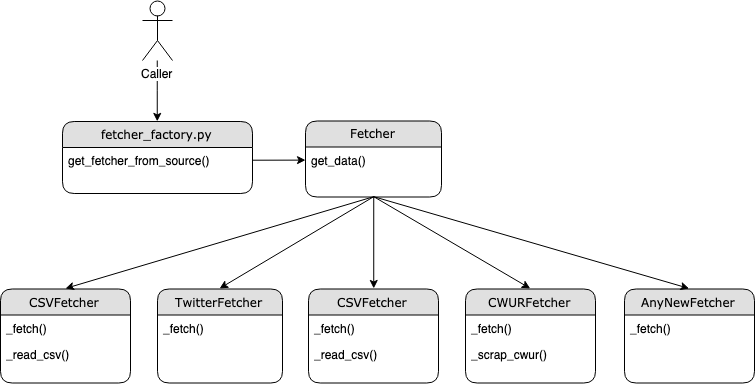 Caller
fetcher_factory.py
get_fetcher_from_source()
Fetcher
get_data()
CSVFetcher
_fetch()
_read_csv()
TwitterFetcher
_fetch()
CSVFetcher
_fetch()
_read_csv()
CWURFetcher
_fetch()
_scrap_cwur()
AnyNewFetcher
_fetch()